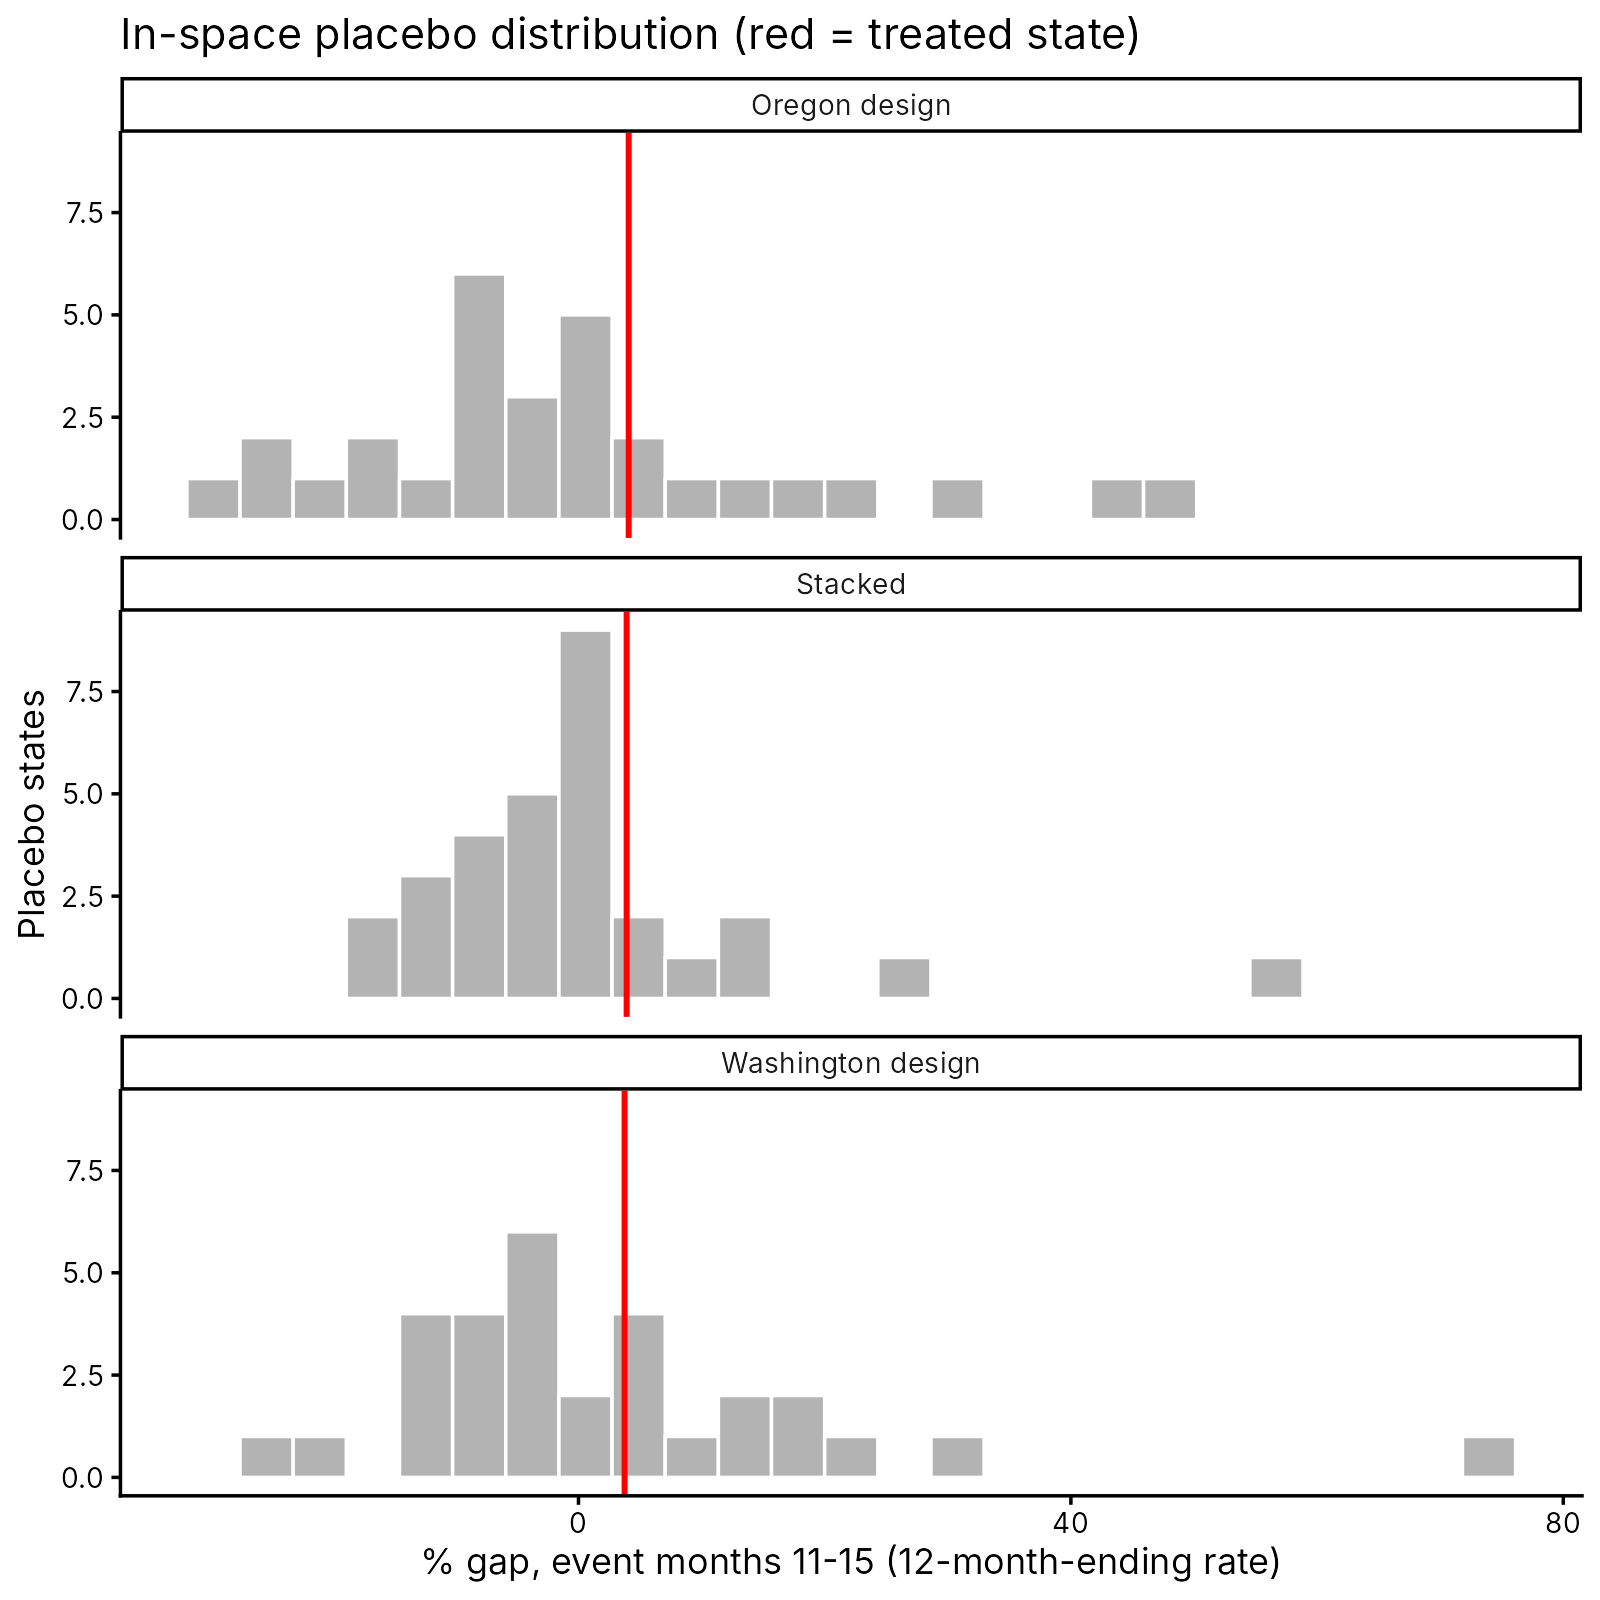 In-space placebo distribution (red = treated state)
Oregon design
7.5
5.0
2.5
0.0
Stacked
Placebo states
7.5
5.0
2.5
0.0
Washington design
7.5
5.0
2.5
0.0
0 40 80
% gap, event months 11-15 (12-month-ending rate)